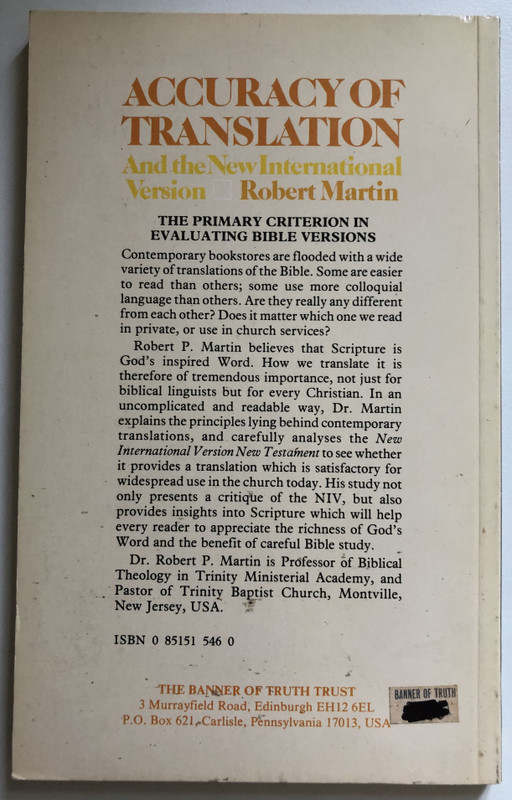 ACCURACY OF
TRANSLATION
And the New International
Version Robert Martin
THE PRIMARY CRITERION IN
EVALUATING BIBLE VERSIONS
Contemporary bookstores are flooded with a wide
variety of translations of the Bible. Some are easier
to read than others; some use more colloquial
language than others. Are they really any different
from each other? Does it matter which one we read
in private, or use in church services?
Robert P. Martin believes that Scripture is
God's inspired Word. How we translate it is
therefore of tremendous importance, not just for
biblical linguists but for every Christian. In an
uncomplicated and readable way, Dr. Martin
explains the principles lying behind contemporary
translations, and carefully analyses the New
International Version New Testament to see whether
it provides a translation which is satisfactory for
widespread use in the church today. His study not
only presents a critique of the NIV, but also
provides insights into Scripture which will help
every reader to appreciate the richness of God's
Word and the benefit of careful Bible study.
Dr. Robert P. Martin is Professor of Biblical
Theology in Trinity Ministerial Academy, and
Pastor of Trinity Baptist Church, Montville,
New Jersey, USA.
ISBN 0 85151 546 0
THE BANNER OF TRUTH TRUST
3 Murrayfield Road, Edinburgh EH12 6EL
P.O. Box 621, Carlisle, Pennsylvania 17013, USA
BANNER OF TRUTH